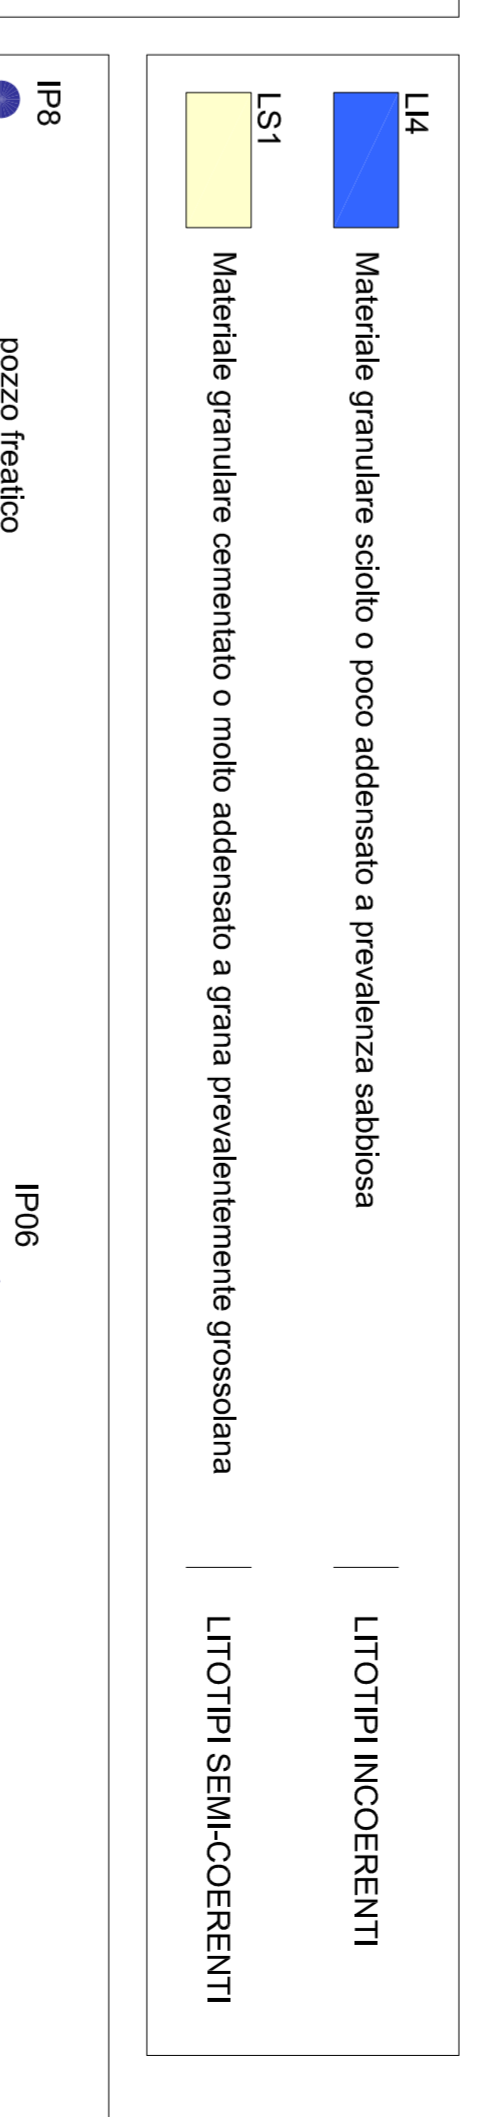 LI4
Materiale granulare sciolto o poco addensato a prevalenza sabbiosa
LITOTIPI INCOERENTI
LS1
Materiale granulare cementato o molto addensato a grana prevalentemente grossolana
LITOTIPI SEMI-COERENTI
IP8
pozzo freatico
IP06